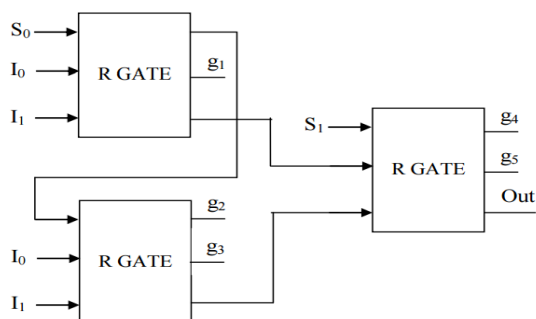 S₀
I₀
I₁
R GATE
g₁
S₁
R GATE
g₄
g₅
Out
I₀
I₁
R GATE
g₂
g₃